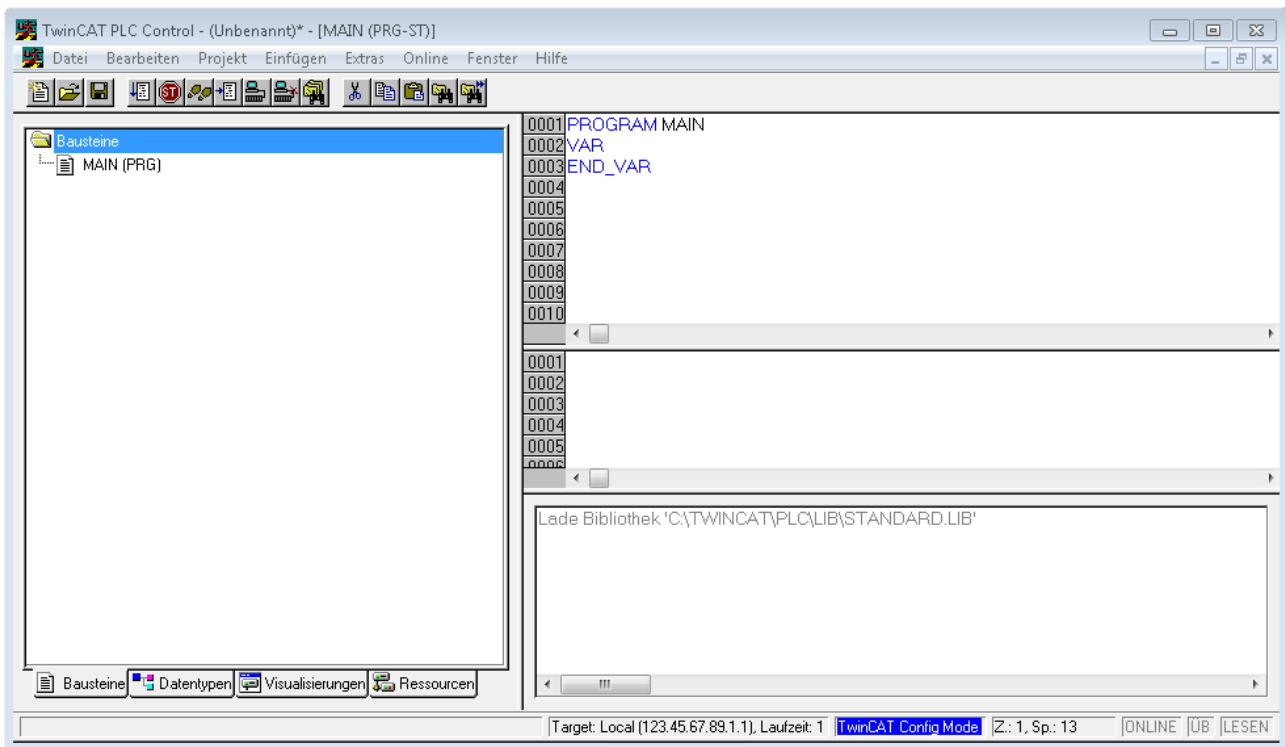 TwinCAT PLC Control - (Unbenannt)* - [MAIN (PRG-ST)]
Datei Bearbeiten Projekt Einfügen Extras Online Fenster Hilfe
Bausteine
MAIN (PRG)
0001 PROGRAM MAIN
0002 VAR
0003 END_VAR
0004
0005
0006
0007
0008
0009
0010
0001
0002
0003
0004
0005
0006
Lade Bibliothek 'C:\TWINCAT\PLC\LIB\STANDARD.LIB'
Bausteine Datentypen Visualisierungen Ressourcen
Target: Local (123.45.67.89.1.1), Laufzeit: 1 TwinCAT Config Mode Z.: 1, Sp.: 13 ONLINE ÜB LESEN